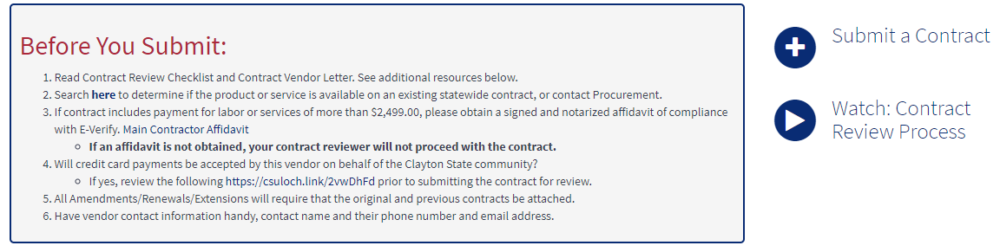 Before You Submit:
1. Read Contract Review Checklist and Contract Vendor Letter. See additional resources below.
2. Search here to determine if the product or service is available on an existing statewide contract, or contact Procurement.
3. If contract includes payment for labor or services of more than $2,499.00, please obtain a signed and notarized affidavit of compliance
with E-Verify. Main Contractor Affidavit
If an affidavit is not obtained, your contract reviewer will not proceed with the contract.
4. Will credit card payments be accepted by this vendor on behalf of the Clayton State community?
If yes, review the following https://csuloch.link/2vwDhFd prior to submitting the contract for review.
5. All Amendments/Renewals/Extensions will require that the original and previous contracts be attached.
6. Have vendor contact information handy, contact name and their phone number and email address.
Submit a Contract
Watch: Contract
Review Process